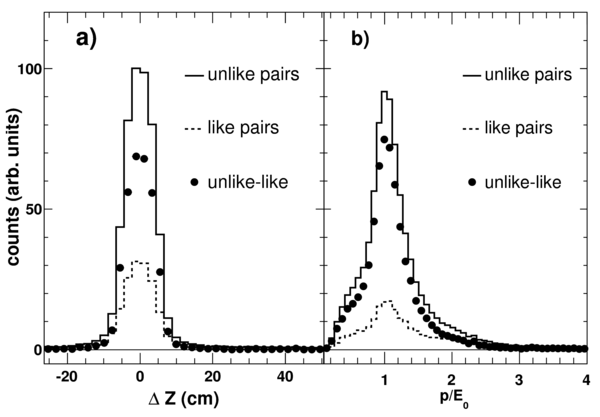 a)
b)
unlike pairs
like pairs
unlike-like
unlike pairs
like pairs
unlike-like
counts (arb. units)
100
50
0
-20 0 20 40
1 2 3 4
Δ Z (cm)
p/E₀